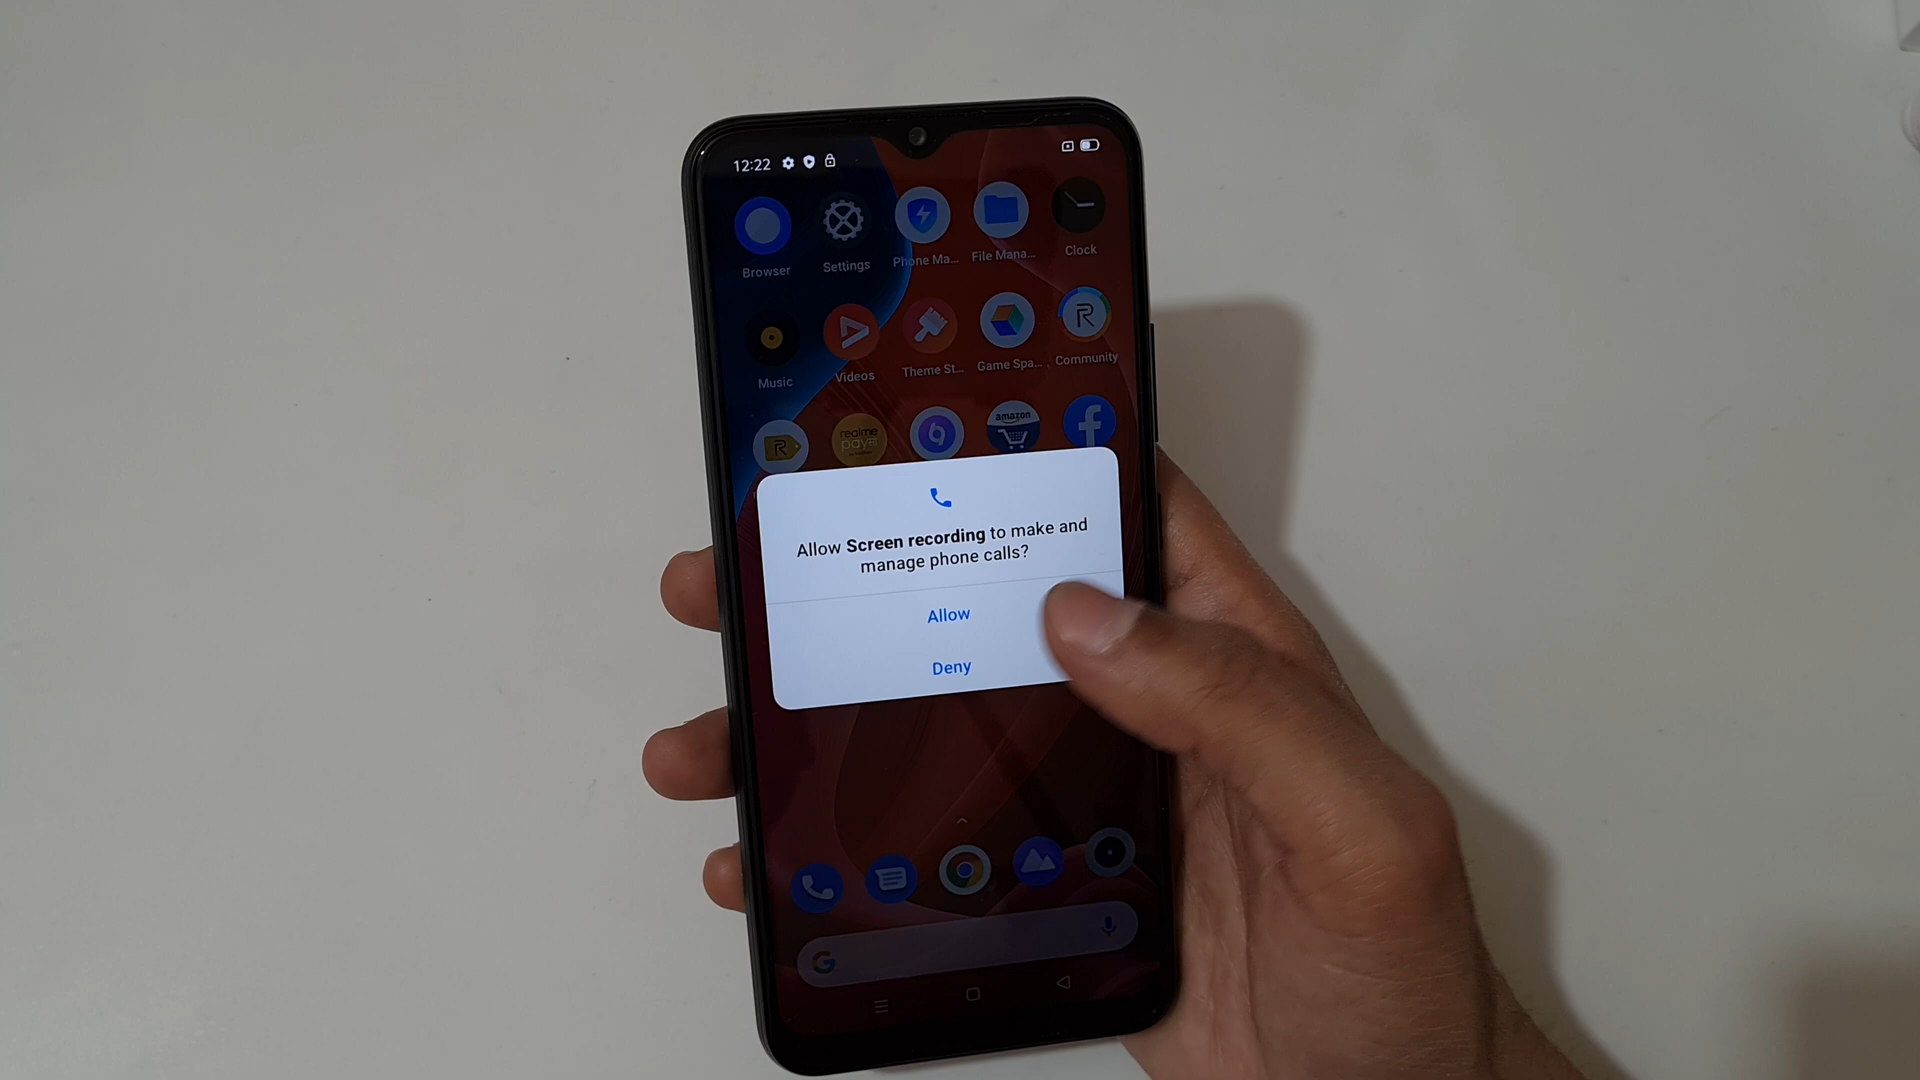 12:22
Browser
Settings
Phone Ma...
File Mana...
Clock
Music
Videos
Theme St...
Game Spa...
Community
R
realme
pay
amazon
Allow Screen recording to make and
manage phone calls?
Allow
Deny
G